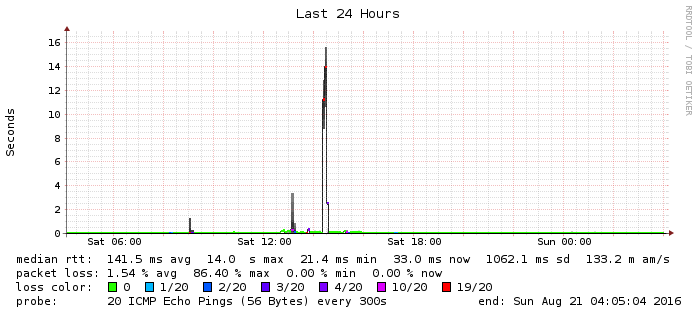 Last 24 Hours
RRDTOOL / TOBI OETIKER
Seconds
16
14
12
10
8
6
4
2
0
Sat 06:00 Sat 12:00 Sat 18:00 Sun 00:00
median rtt: 141.5 ms avg 14.0 s max 21.4 ms min 33.0 ms now 1062.1 ms sd 133.2 m am/s
packet loss: 1.54 % avg 86.40 % max 0.00 % min 0.00 % now
loss color: 0 1/20 2/20 3/20 4/20 10/20 19/20
probe: 20 ICMP Echo Pings (56 Bytes) every 300s end: Sun Aug 21 04:05:04 2016